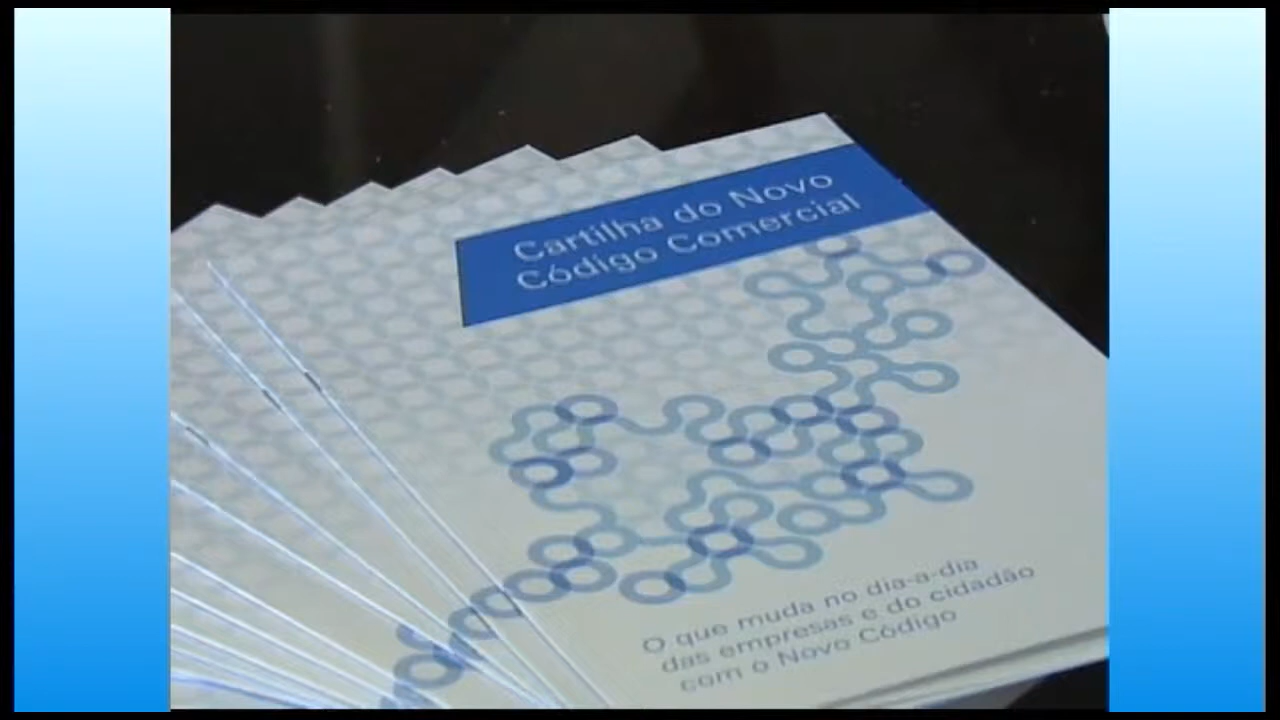 Cartilha do Novo
Código Comercial
O que muda no dia-a-dia
das empresas e do cidadão
com o Novo Código